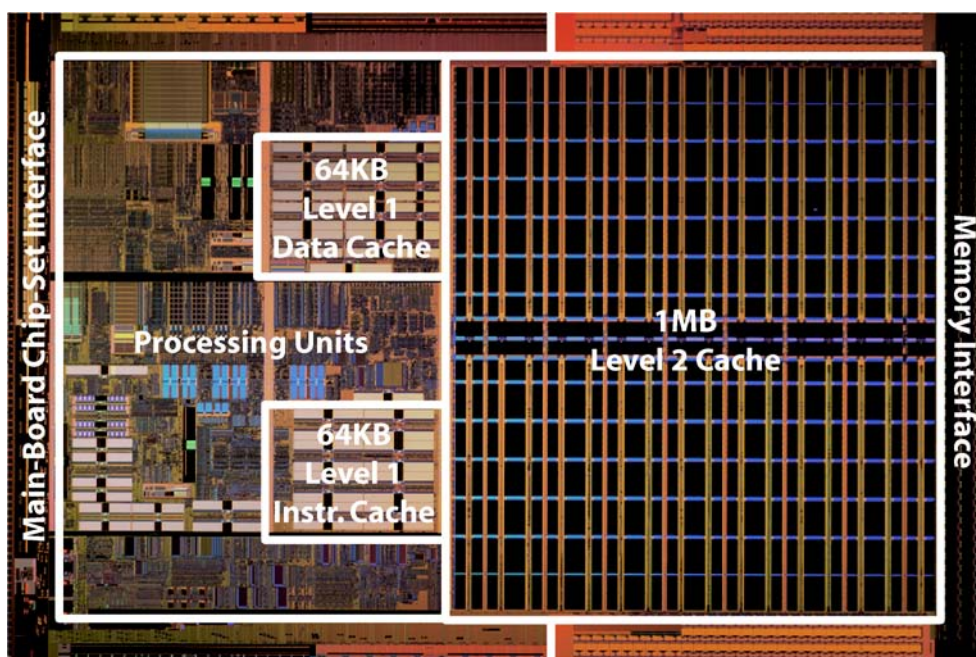 Main-Board Chip-Set Interface
64KB
Level 1
Data Cache
Processing Units
64KB
Level 1
Instr. Cache
1MB
Level 2 Cache
Memory Interface